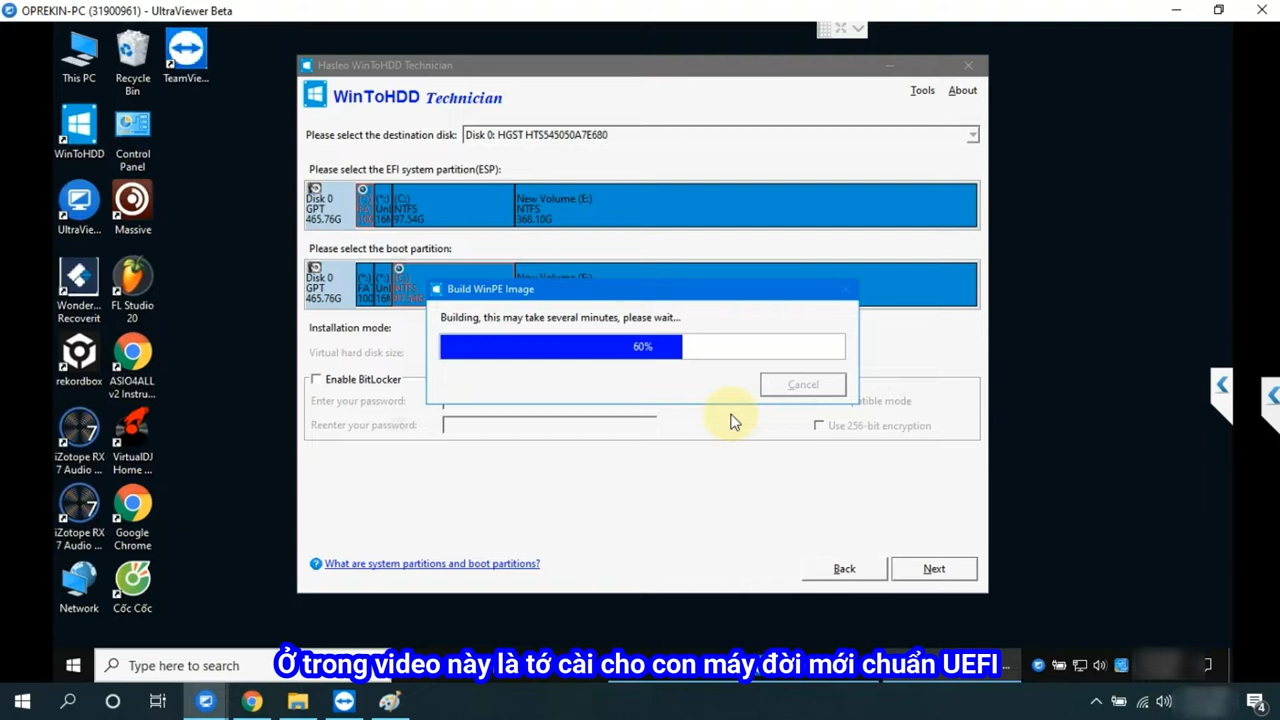 OPREKIN-PC (31900961) - UltraViewer Beta
This PC
Recycle
Bin
TeamVie...
WinToHDD
Control
Panel
UltraVie...
Massive
Wonder...
Recoverit
FL Studio
20
rekordbox
ASIO4ALL
v2 Instru...
iZotope RX
7 Audio ...
VirtualDJ
Home ...
iZotope RX
7 Audio ...
Google
Chrome
Network
Cốc Cốc
Hasleo WinToHDD Technician
WinToHDD Technician
Tools
About
Please select the destination disk:
Disk 0: HGST HTS545050A7E680
Please select the EFI system partition(ESP):
Disk 0
GPT
465.76G
(*:)
(C:)
NTFS
97.54G
New Volume (E:)
NTFS
368.10G
Please select the boot partition:
Disk 0
GPT
465.76G
Installation mode:
Virtual hard disk size:
Build WinPE Image
Building, this may take several minutes, please wait...
60%
Cancel
Enable BitLocker
Enter your password:
Reenter your password:
mode
Use 256-bit encryption
What are system partitions and boot partitions?
Back
Next
Type here to search
Ở trong video này là tớ cài cho con máy đời mới chuẩn UEFI
4